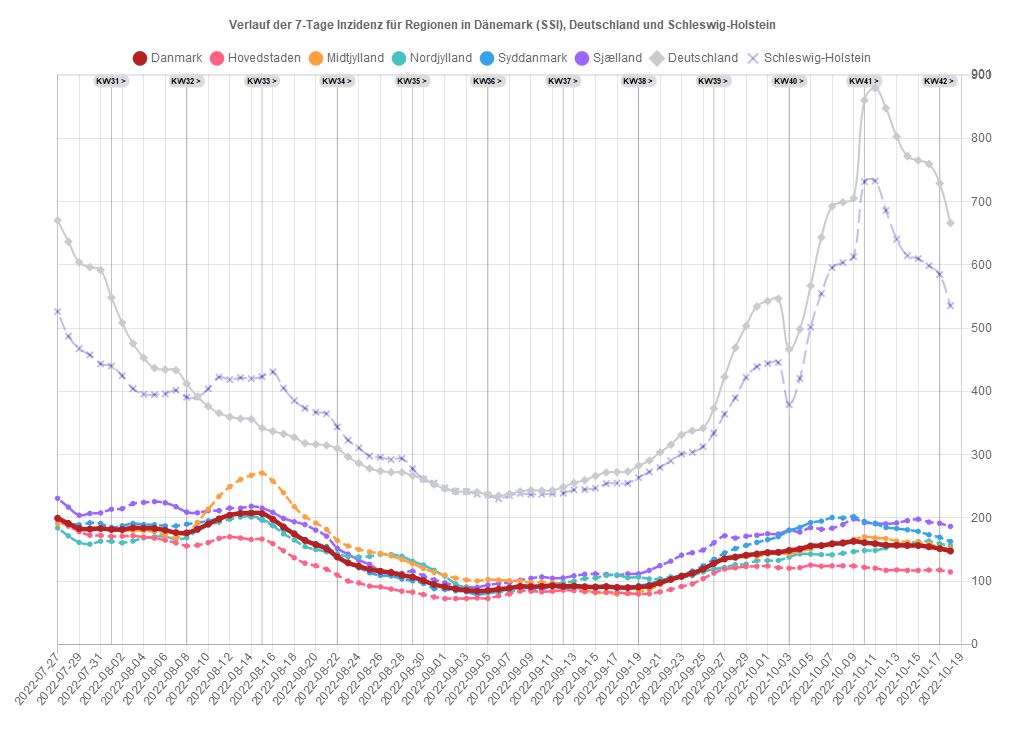 Verlauf der 7-Tage Inzidenz für Regionen in Dänemark (SSI), Deutschland und Schleswig-Holstein
Danmark Hovedstaden Midtjylland Nordjylland Syddanmark Sjælland Deutschland Schleswig-Holstein
KW31 > KW32 > KW33 > KW34 > KW35 > KW36 > KW37 > KW38 > KW39 > KW40 > KW41 > KW42 >
800
700
600
500
400
300
200
100
0
2022-07-27 2022-07-29 2022-07-31 2022-08-02 2022-08-04 2022-08-06 2022-08-08 2022-08-10 2022-08-12 2022-08-14 2022-08-16 2022-08-18 2022-08-20 2022-08-22 2022-08-24 2022-08-26 2022-08-28 2022-08-30 2022-09-01 2022-09-03 2022-09-05 2022-09-07 2022-09-09 2022-09-11 2022-09-13 2022-09-15 2022-09-17 2022-09-19 2022-09-21 2022-09-23 2022-09-25 2022-09-27 2022-09-29 2022-10-01 2022-10-03 2022-10-05 2022-10-07 2022-10-09 2022-10-11 2022-10-13 2022-10-15 2022-10-17 2022-10-19